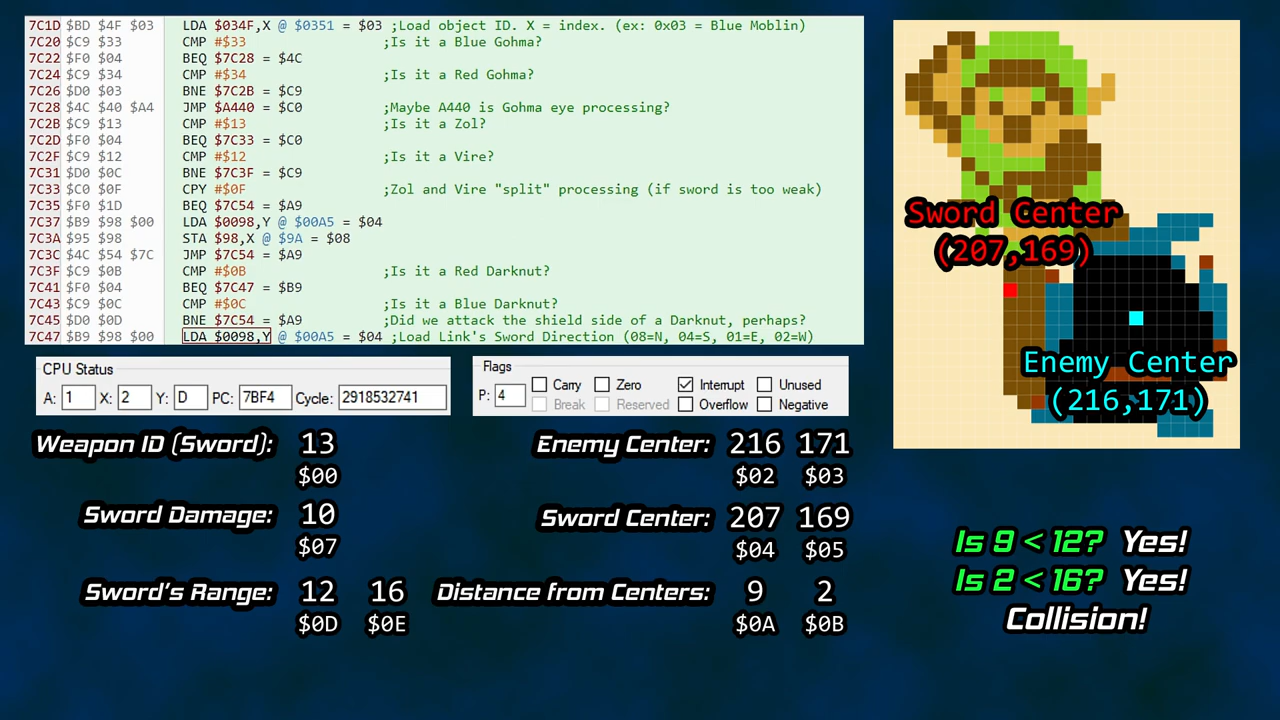 7C1D $BD $4F $03 LDA $034F,X @ $0351 = $03 ;Load object ID. X = index. (ex: 0x03 = Blue Moblin)
7C20 $C9 $33 CMP #$33 ;Is it a Blue Gohma?
7C22 $F0 $04 BEQ $7C28 = $4C
7C24 $C9 $34 CMP #$34 ;Is it a Red Gohma?
7C26 $D0 $03 BNE $7C2B = $C9
7C28 $4C $40 $A4 JMP $A440 = $C0 ;Maybe A440 is Gohma eye processing?
7C2B $C9 $13 CMP #$13 ;Is it a Zol?
7C2D $F0 $04 BEQ $7C33 = $C0
7C2F $C9 $12 CMP #$12 ;Is it a Vire?
7C31 $D0 $0C BNE $7C3F = $C9
7C33 $C0 $0F CPY #$0F ;Zol and Vire "split" processing (if sword is too weak)
7C35 $F0 $1D BEQ $7C54 = $A9
7C37 $B9 $98 $00 LDA $0098,Y @ $00A5 = $04
7C3A $95 $98 STA $98,X @ $9A = $08
7C3C $4C $54 $7C JMP $7C54 = $A9
7C3F $C9 $0B CMP #$0B ;Is it a Red Darknut?
7C41 $F0 $04 BEQ $7C47 = $B9
7C43 $C9 $0C CMP #$0C ;Is it a Blue Darknut?
7C45 $D0 $0D BNE $7C54 = $A9 ;Did we attack the shield side of a Darknut, perhaps?
7C47 $B9 $98 $00 LDA $0098,Y @ $00A5 = $04 ;Load Link's Sword Direction (08=N, 04=S, 01=E, 02=W)
Sword Center
(207,169)
Enemy Center
(216,171)
CPU Status
A: 1 X: 2 Y: D PC: 7BF4 Cycle: 2918532741
Flags
P: 4 Carry Zero Interrupt Unused
Break Reserved Overflow Negative
Weapon ID (Sword): 13
$00
Sword Damage: 10
$07
Sword's Range: 12 16
$0D $0E
Enemy Center: 216 171
$02 $03
Sword Center: 207 169
$04 $05
Distance from Centers: 9 2
$0A $0B
Is 9 < 12? Yes!
Is 2 < 16? Yes!
Collision!